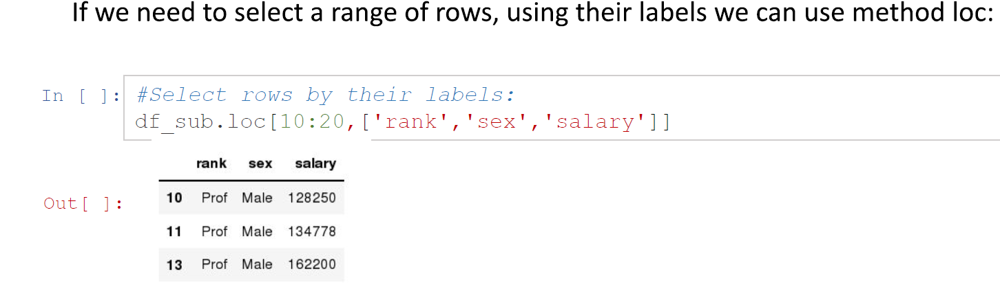 If we need to select a range of rows, using their labels we can use method loc:
In [ ]: #Select rows by their labels:
df_sub.loc[10:20,['rank','sex','salary']]
rank sex salary
Out[ ]:
10 Prof Male 128250
11 Prof Male 134778
13 Prof Male 162200